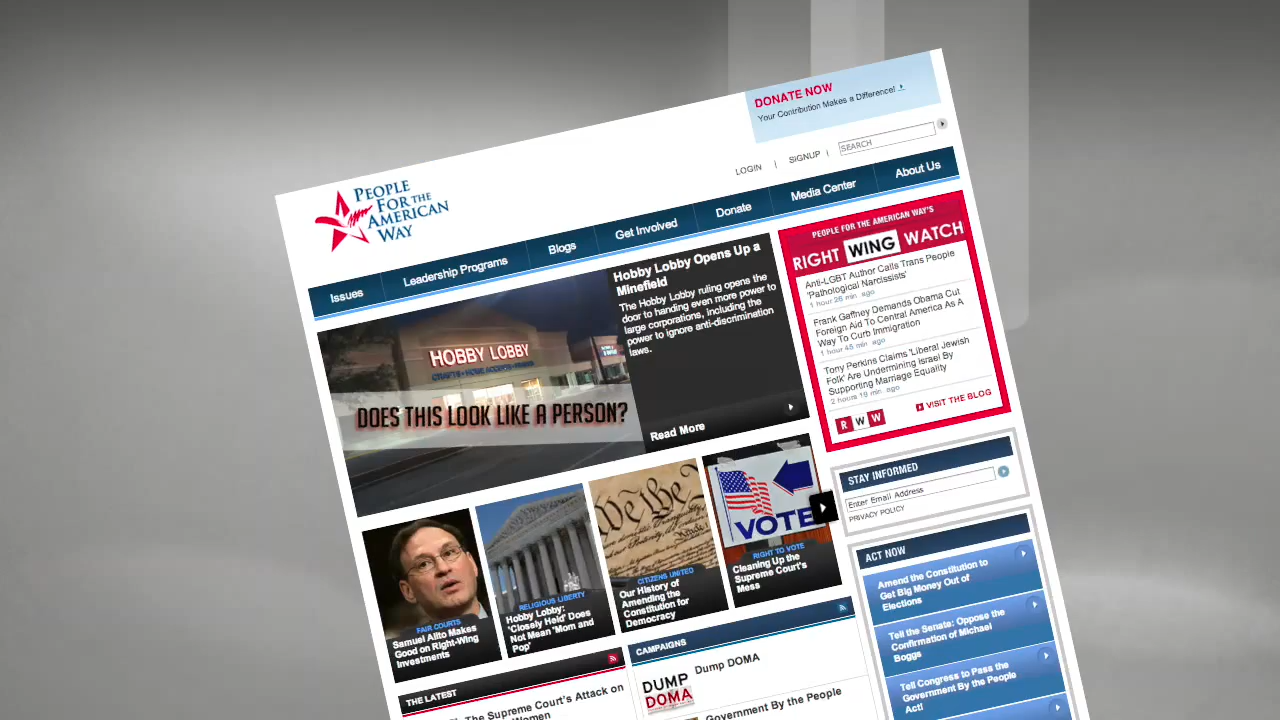 DONATE NOW
Your Contribution Makes a Difference!
LOGIN | SIGNUP |
SEARCH
PEOPLE
FOR THE
AMERICAN
WAY
Issues
Leadership Programs
Blogs
Get Involved
Donate
Media Center
About Us
HOBBY LOBBY
DOES THIS LOOK LIKE A PERSON?
Hobby Lobby Opens Up a
Minefield
The Hobby Lobby ruling opens the
door to handing even more power to
large corporations, including the
power to ignore anti-discrimination
laws.
Read More
PEOPLE FOR THE AMERICAN WAY'S
RIGHT WING WATCH
Anti-LGBT Author Calls Trans People
'Pathological Narcissists'
1 hour 26 min ago
Frank Gaffney Demands Obama Cut
Foreign Aid To Central America As A
Way To Curb Immigration
1 hour 45 min ago
Tony Perkins Claims 'Liberal Jewish
Folk' Are Undermining Israel By
Supporting Marriage Equality
2 hours 19 min ago
R W W
VISIT THE BLOG
STAY INFORMED
Enter Email Address
PRIVACY POLICY
FAIR COURTS
Samuel Alito Makes
Good on Right-Wing
Investments
RELIGIOUS LIBERTY
Hobby Lobby:
'Closely Held' Does
Not Mean 'Mom and
Pop'
We the
CITIZENS UNITED
Our History of
Amending the
Constitution for
Democracy
VOTE
RIGHT TO VOTE
Cleaning Up the
Supreme Court's
Mess
ACT NOW
Amend the Constitution to
Get Big Money Out of
Elections
Tell the Senate: Oppose the
Confirmation of Michael
Boggs
Tell Congress to Pass the
Government By the People
Act!
THE LATEST
The Supreme Court's Attack on
Women
CAMPAIGNS
DUMP
DOMA
Dump DOMA
Government By the People